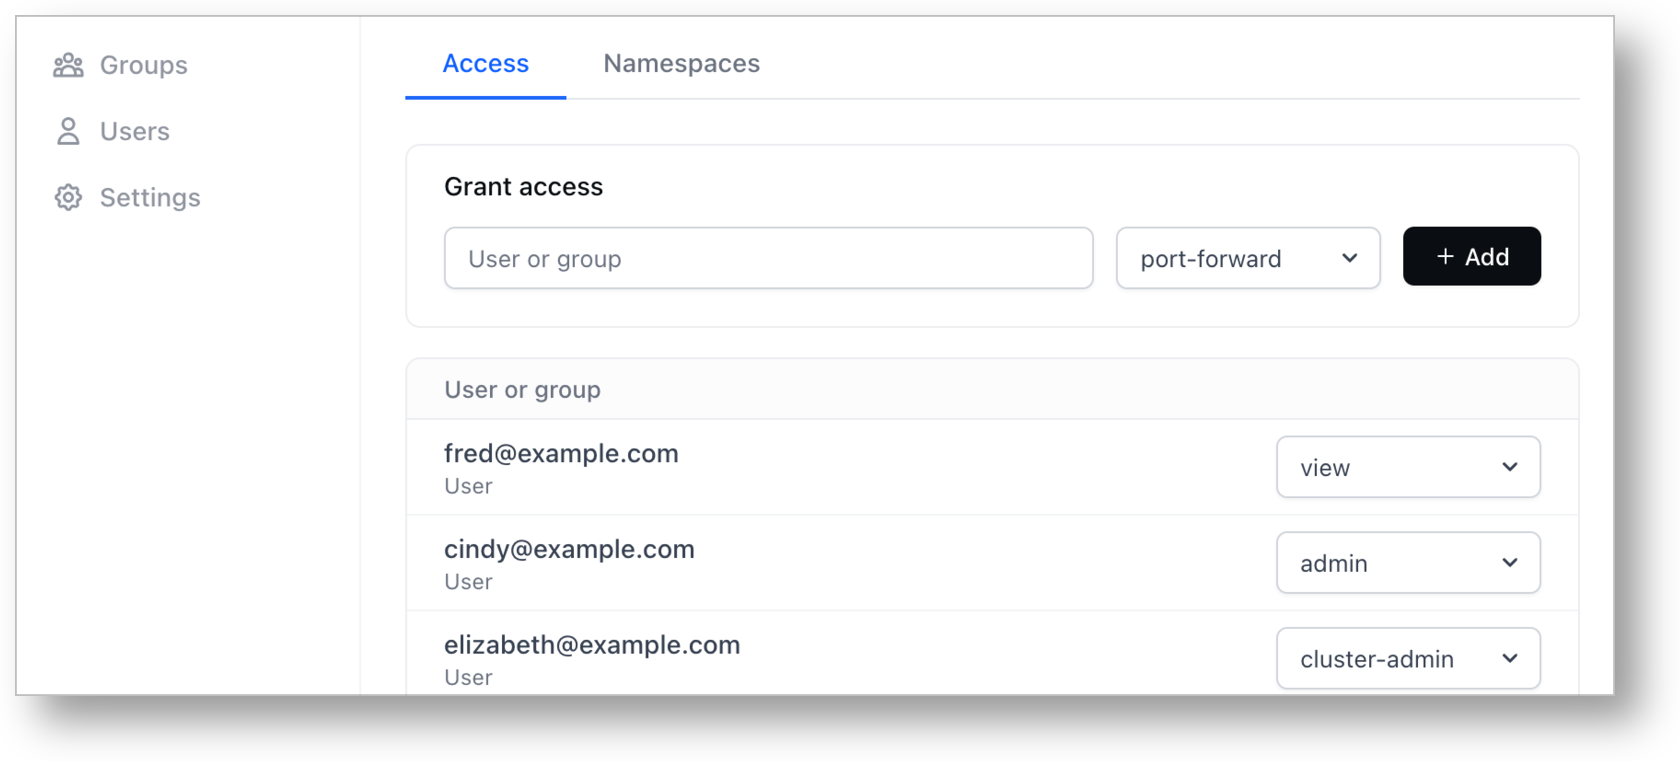 Groups
Users
Settings
Access
Namespaces
Grant access
User or group
port-forward
+ Add
User or group
fred@example.com
User
view
cindy@example.com
User
admin
elizabeth@example.com
User
cluster-admin